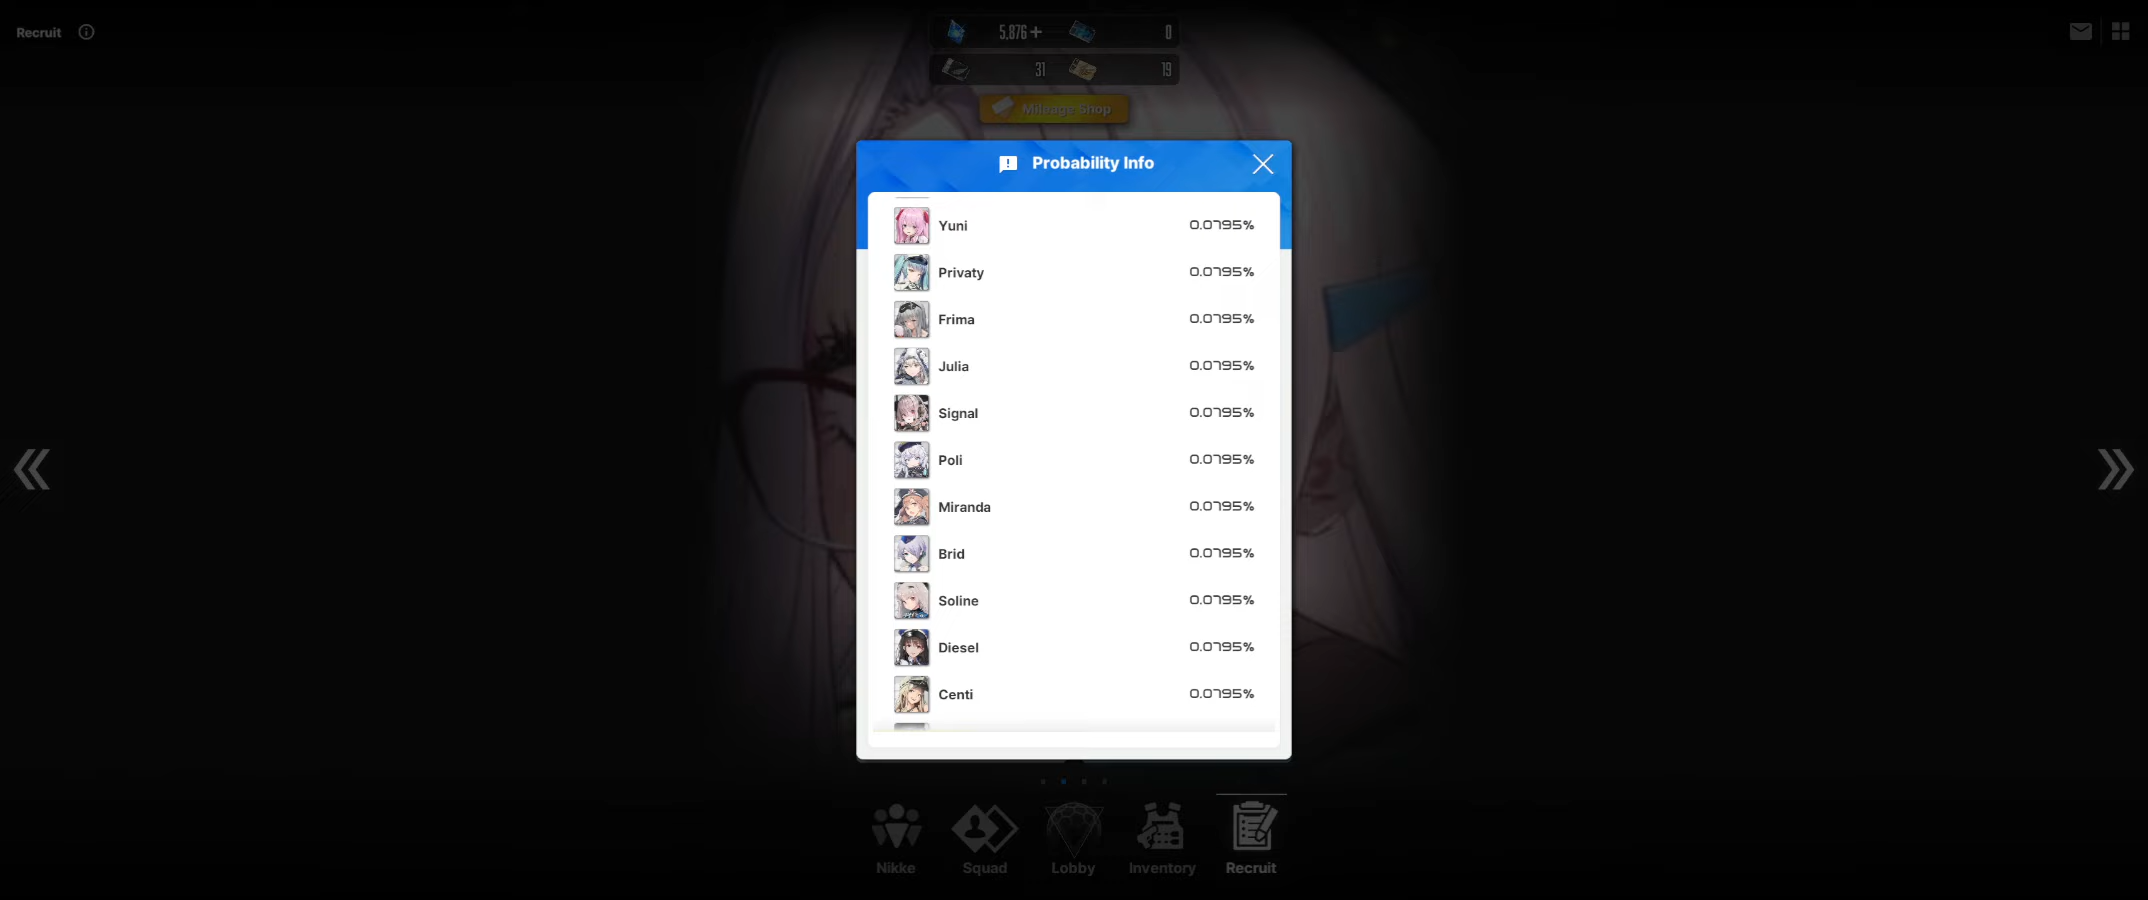 Recruit
5,876 0
31 19
Mileage Shop
Probability Info
Yuni 0.0795%
Privaty 0.0795%
Frima 0.0795%
Julia 0.0795%
Signal 0.0795%
Poli 0.0795%
Miranda 0.0795%
Brid 0.0795%
Soline 0.0795%
Diesel 0.0795%
Centi 0.0795%
Nikke Squad Lobby Inventory Recruit